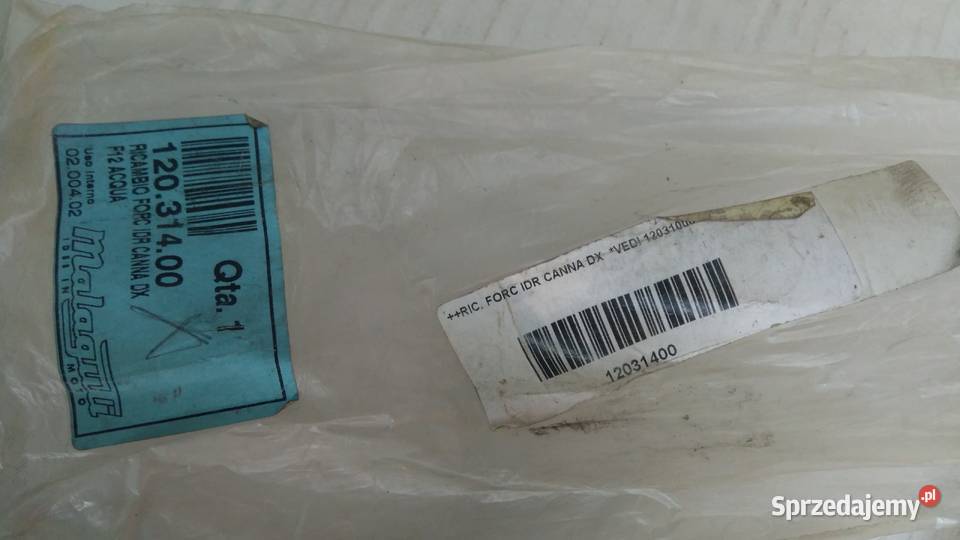 Qta. 1
120.314.00
RICAMBIO FORC IDR CANNA DX
F12 ACQUA
Uso Interno
02.004.02
malaguti
MOTO
++RIC. FORC IDR CANNA DX *VEDI
12031400
Sprzedajemy.pl